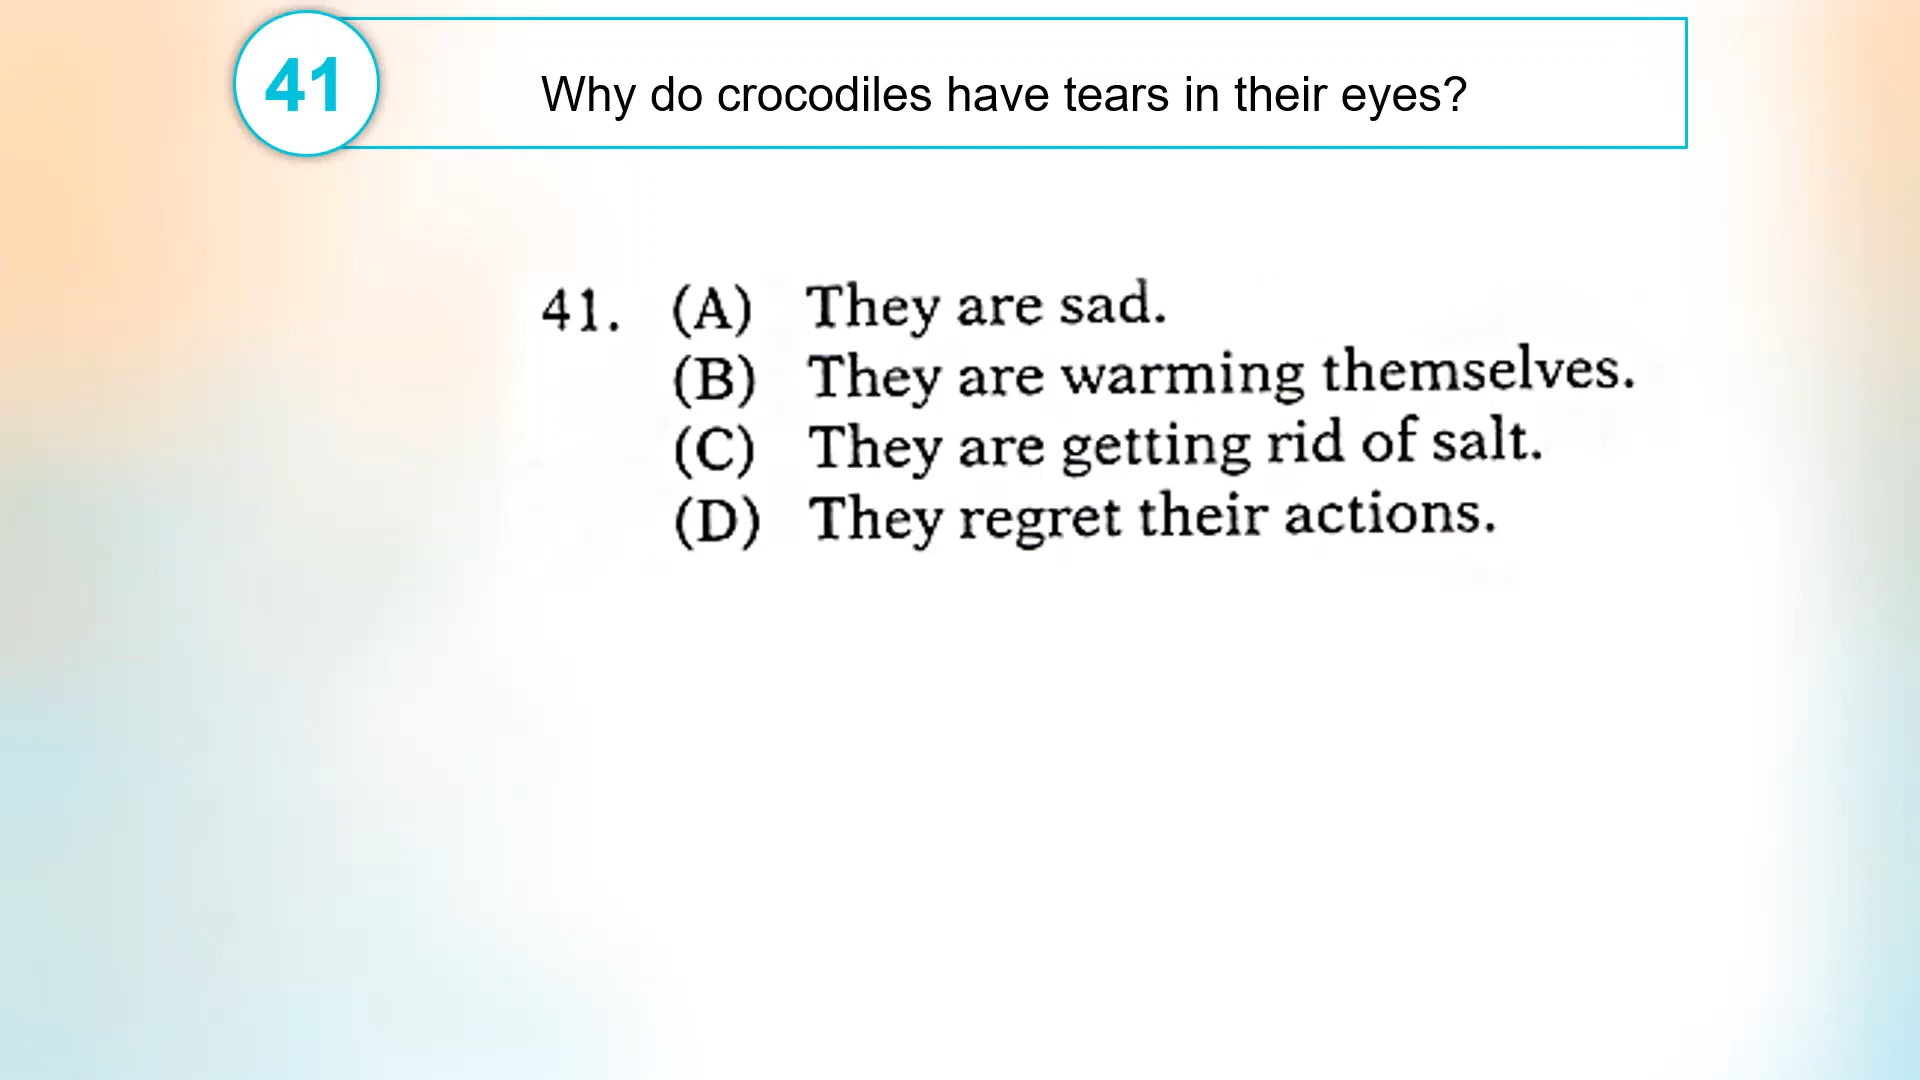 41
Why do crocodiles have tears in their eyes?
41. (A) They are sad.
(B) They are warming themselves.
(C) They are getting rid of salt.
(D) They regret their actions.